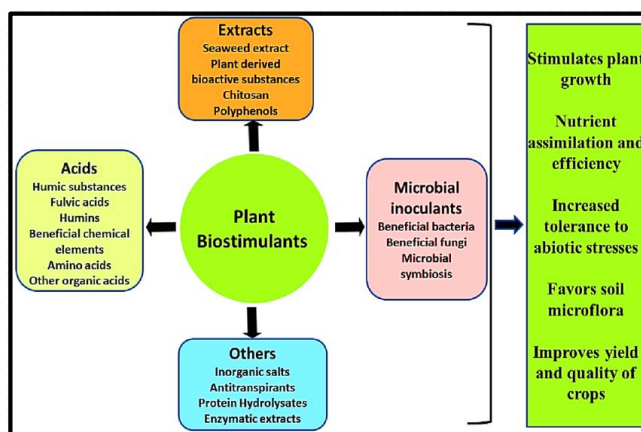 Extracts
Seaweed extract
Plant derived
bioactive substances
Chitosan
Polyphenols
Acids
Humic substances
Fulvic acids
Humins
Beneficial chemical
elements
Amino acids
Other organic acids
Plant
Biostimulants
Microbial
inoculants
Beneficial bacteria
Beneficial fungi
Microbial
symbiosis
Others
Inorganic salts
Antitranspirants
Protein Hydrolysates
Enzymatic extracts
Stimulates plant
growth
Nutrient
assimilation and
efficiency
Increased
tolerance to
abiotic stresses
Favors soil
microflora
Improves yield
and quality of
crops